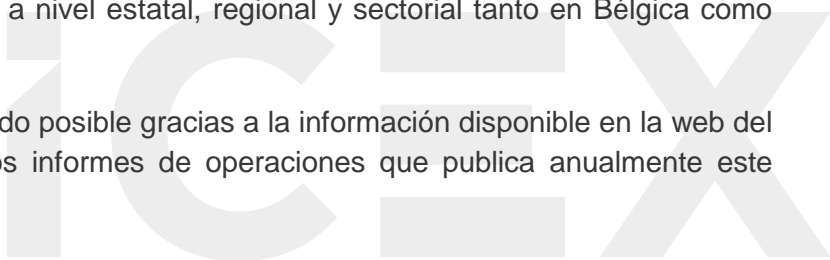 a nivel estatal, regional y sectorial tanto en Bélgica como
do posible gracias a la información disponible en la web del
os informes de operaciones que publica anualmente este
iCEX